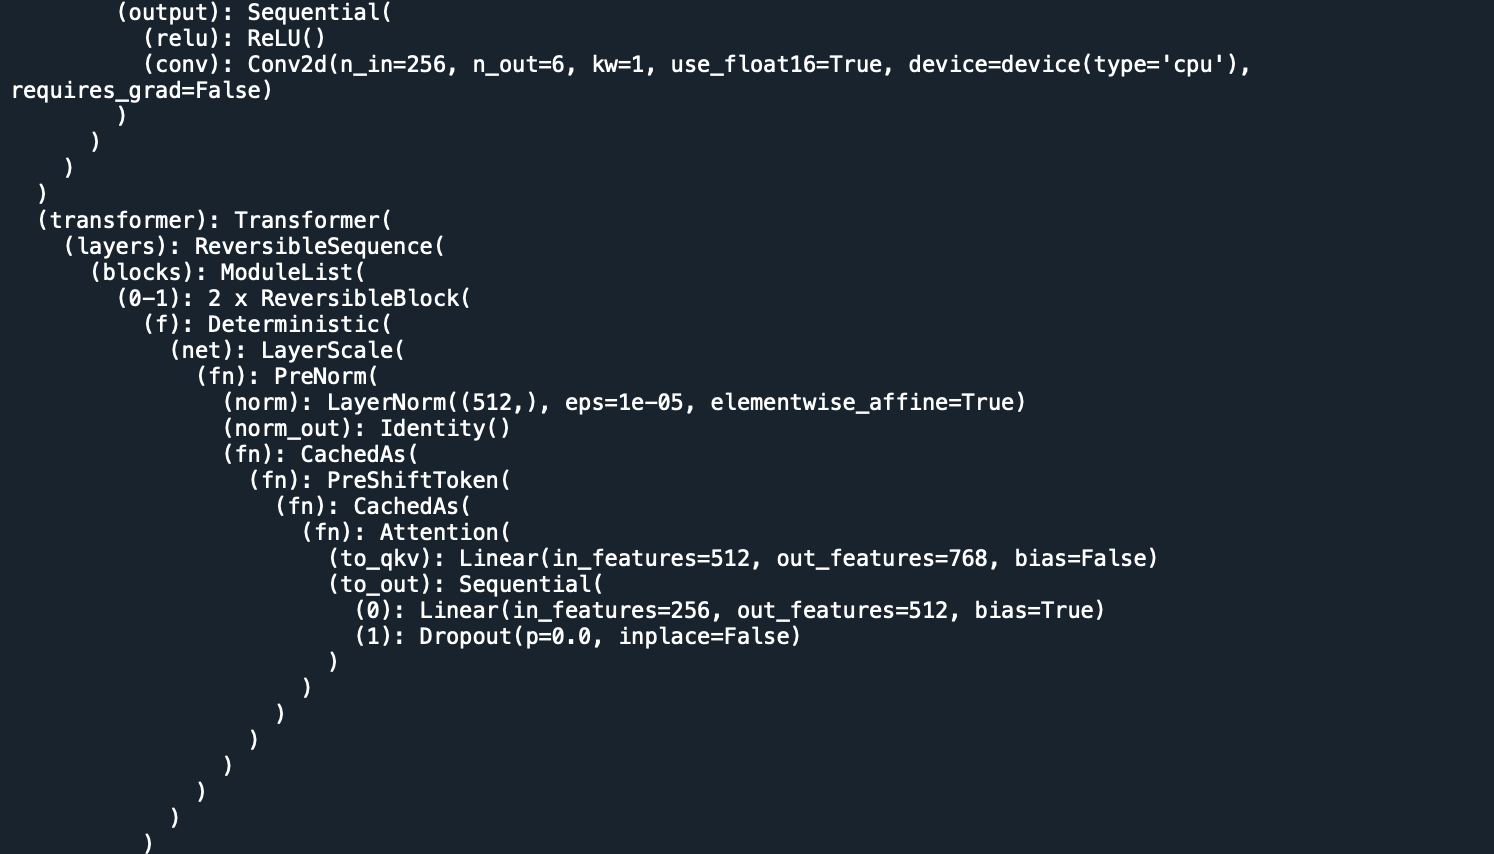 (output): Sequential(
          (relu): ReLU()
          (conv): Conv2d(n_in=256, n_out=6, kw=1, use_float16=True, device=device(type='cpu'),
requires_grad=False)
        )
      )
    )
  )
  (transformer): Transformer(
    (layers): ReversibleSequence(
      (blocks): ModuleList(
        (0-1): 2 x ReversibleBlock(
          (f): Deterministic(
            (net): LayerScale(
              (fn): PreNorm(
                (norm): LayerNorm((512,), eps=1e-05, elementwise_affine=True)
                (norm_out): Identity()
                (fn): CachedAs(
                  (fn): PreShiftToken(
                    (fn): CachedAs(
                      (fn): Attention(
                        (to_qkv): Linear(in_features=512, out_features=768, bias=False)
                        (to_out): Sequential(
                          (0): Linear(in_features=256, out_features=512, bias=True)
                          (1): Dropout(p=0.0, inplace=False)
                        )
                      )
                    )
                  )
                )
              )
            )
          )